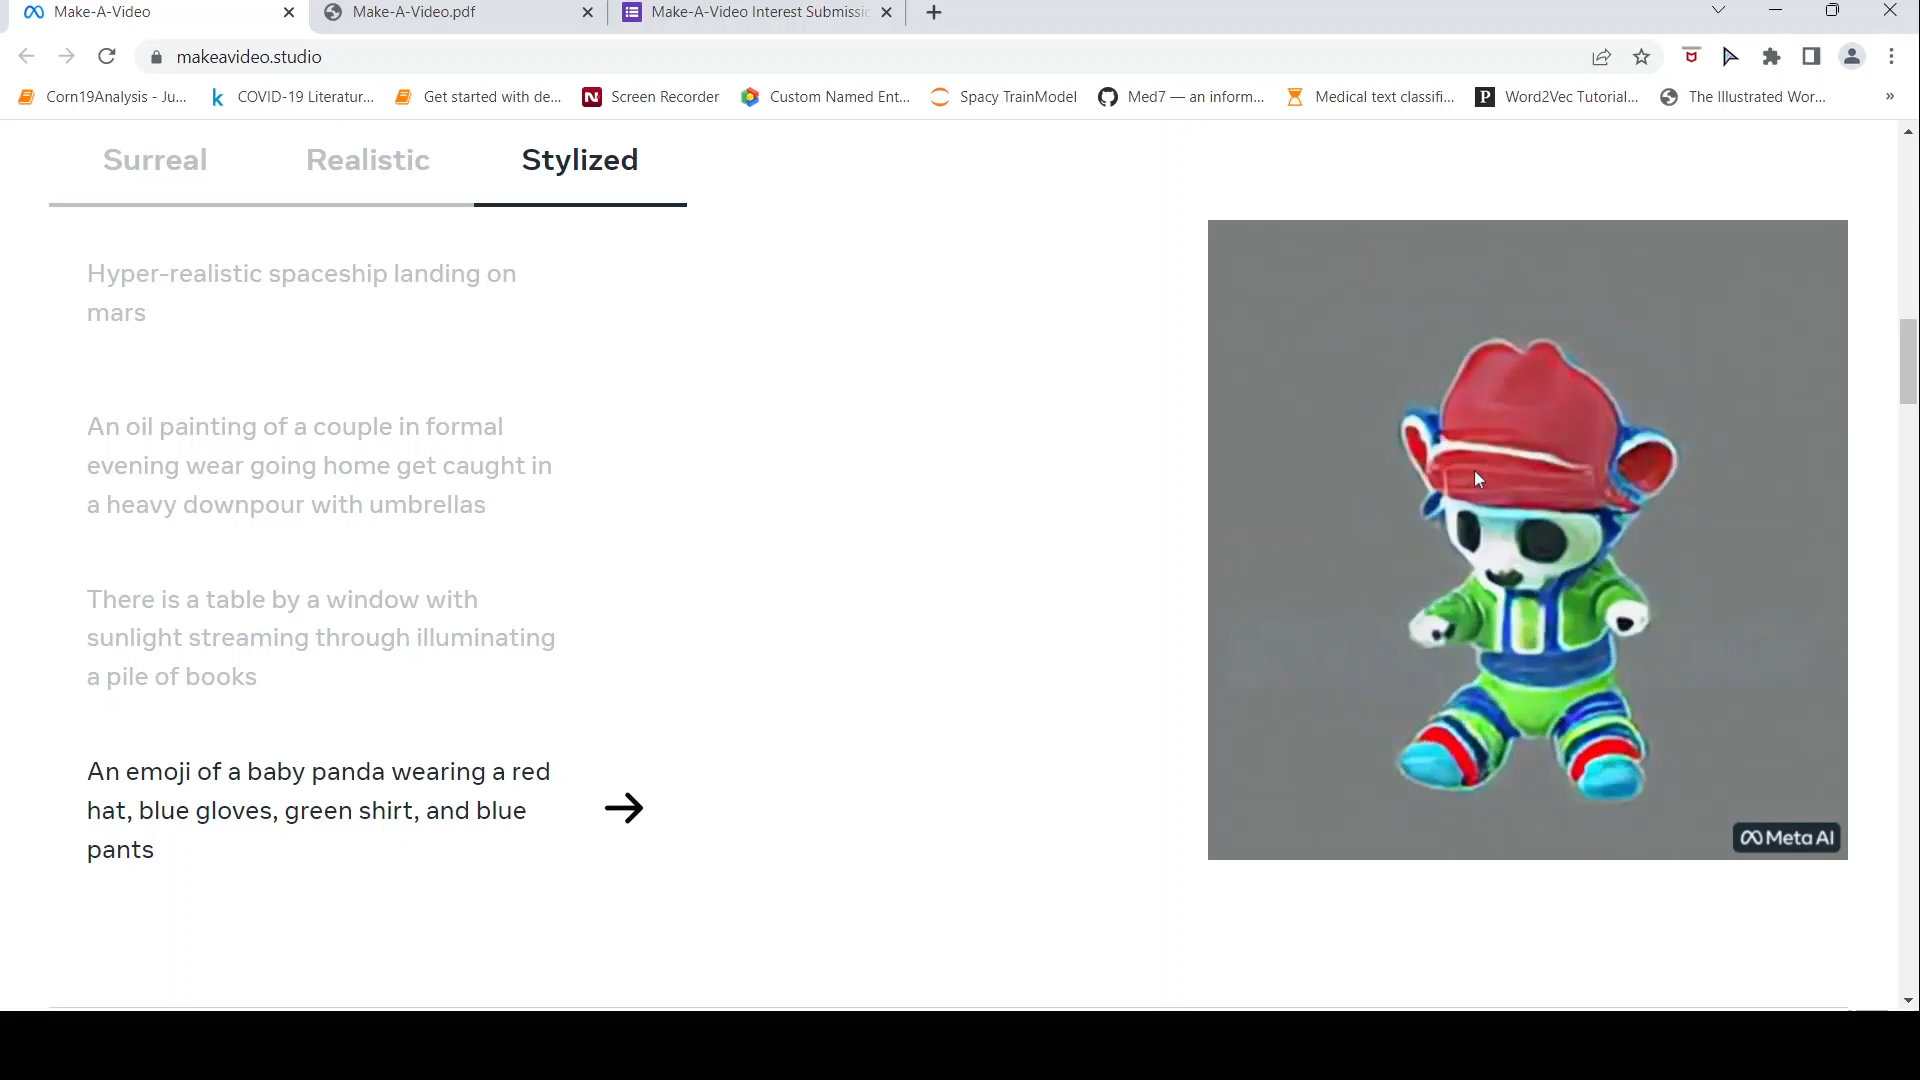 Make-A-Video
Make-A-Video.pdf
Make-A-Video Interest Submissi
makeavideo.studio
Corn19Analysis - Ju...
COVID-19 Literatur...
Get started with de...
Screen Recorder
Custom Named Ent...
Spacy TrainModel
Med7 — an inform...
Medical text classifi...
Word2Vec Tutorial...
The Illustrated Wor...
Surreal
Realistic
Stylized
Hyper-realistic spaceship landing on
mars
An oil painting of a couple in formal
evening wear going home get caught in
a heavy downpour with umbrellas
There is a table by a window with
sunlight streaming through illuminating
a pile of books
An emoji of a baby panda wearing a red
hat, blue gloves, green shirt, and blue
pants
Meta AI